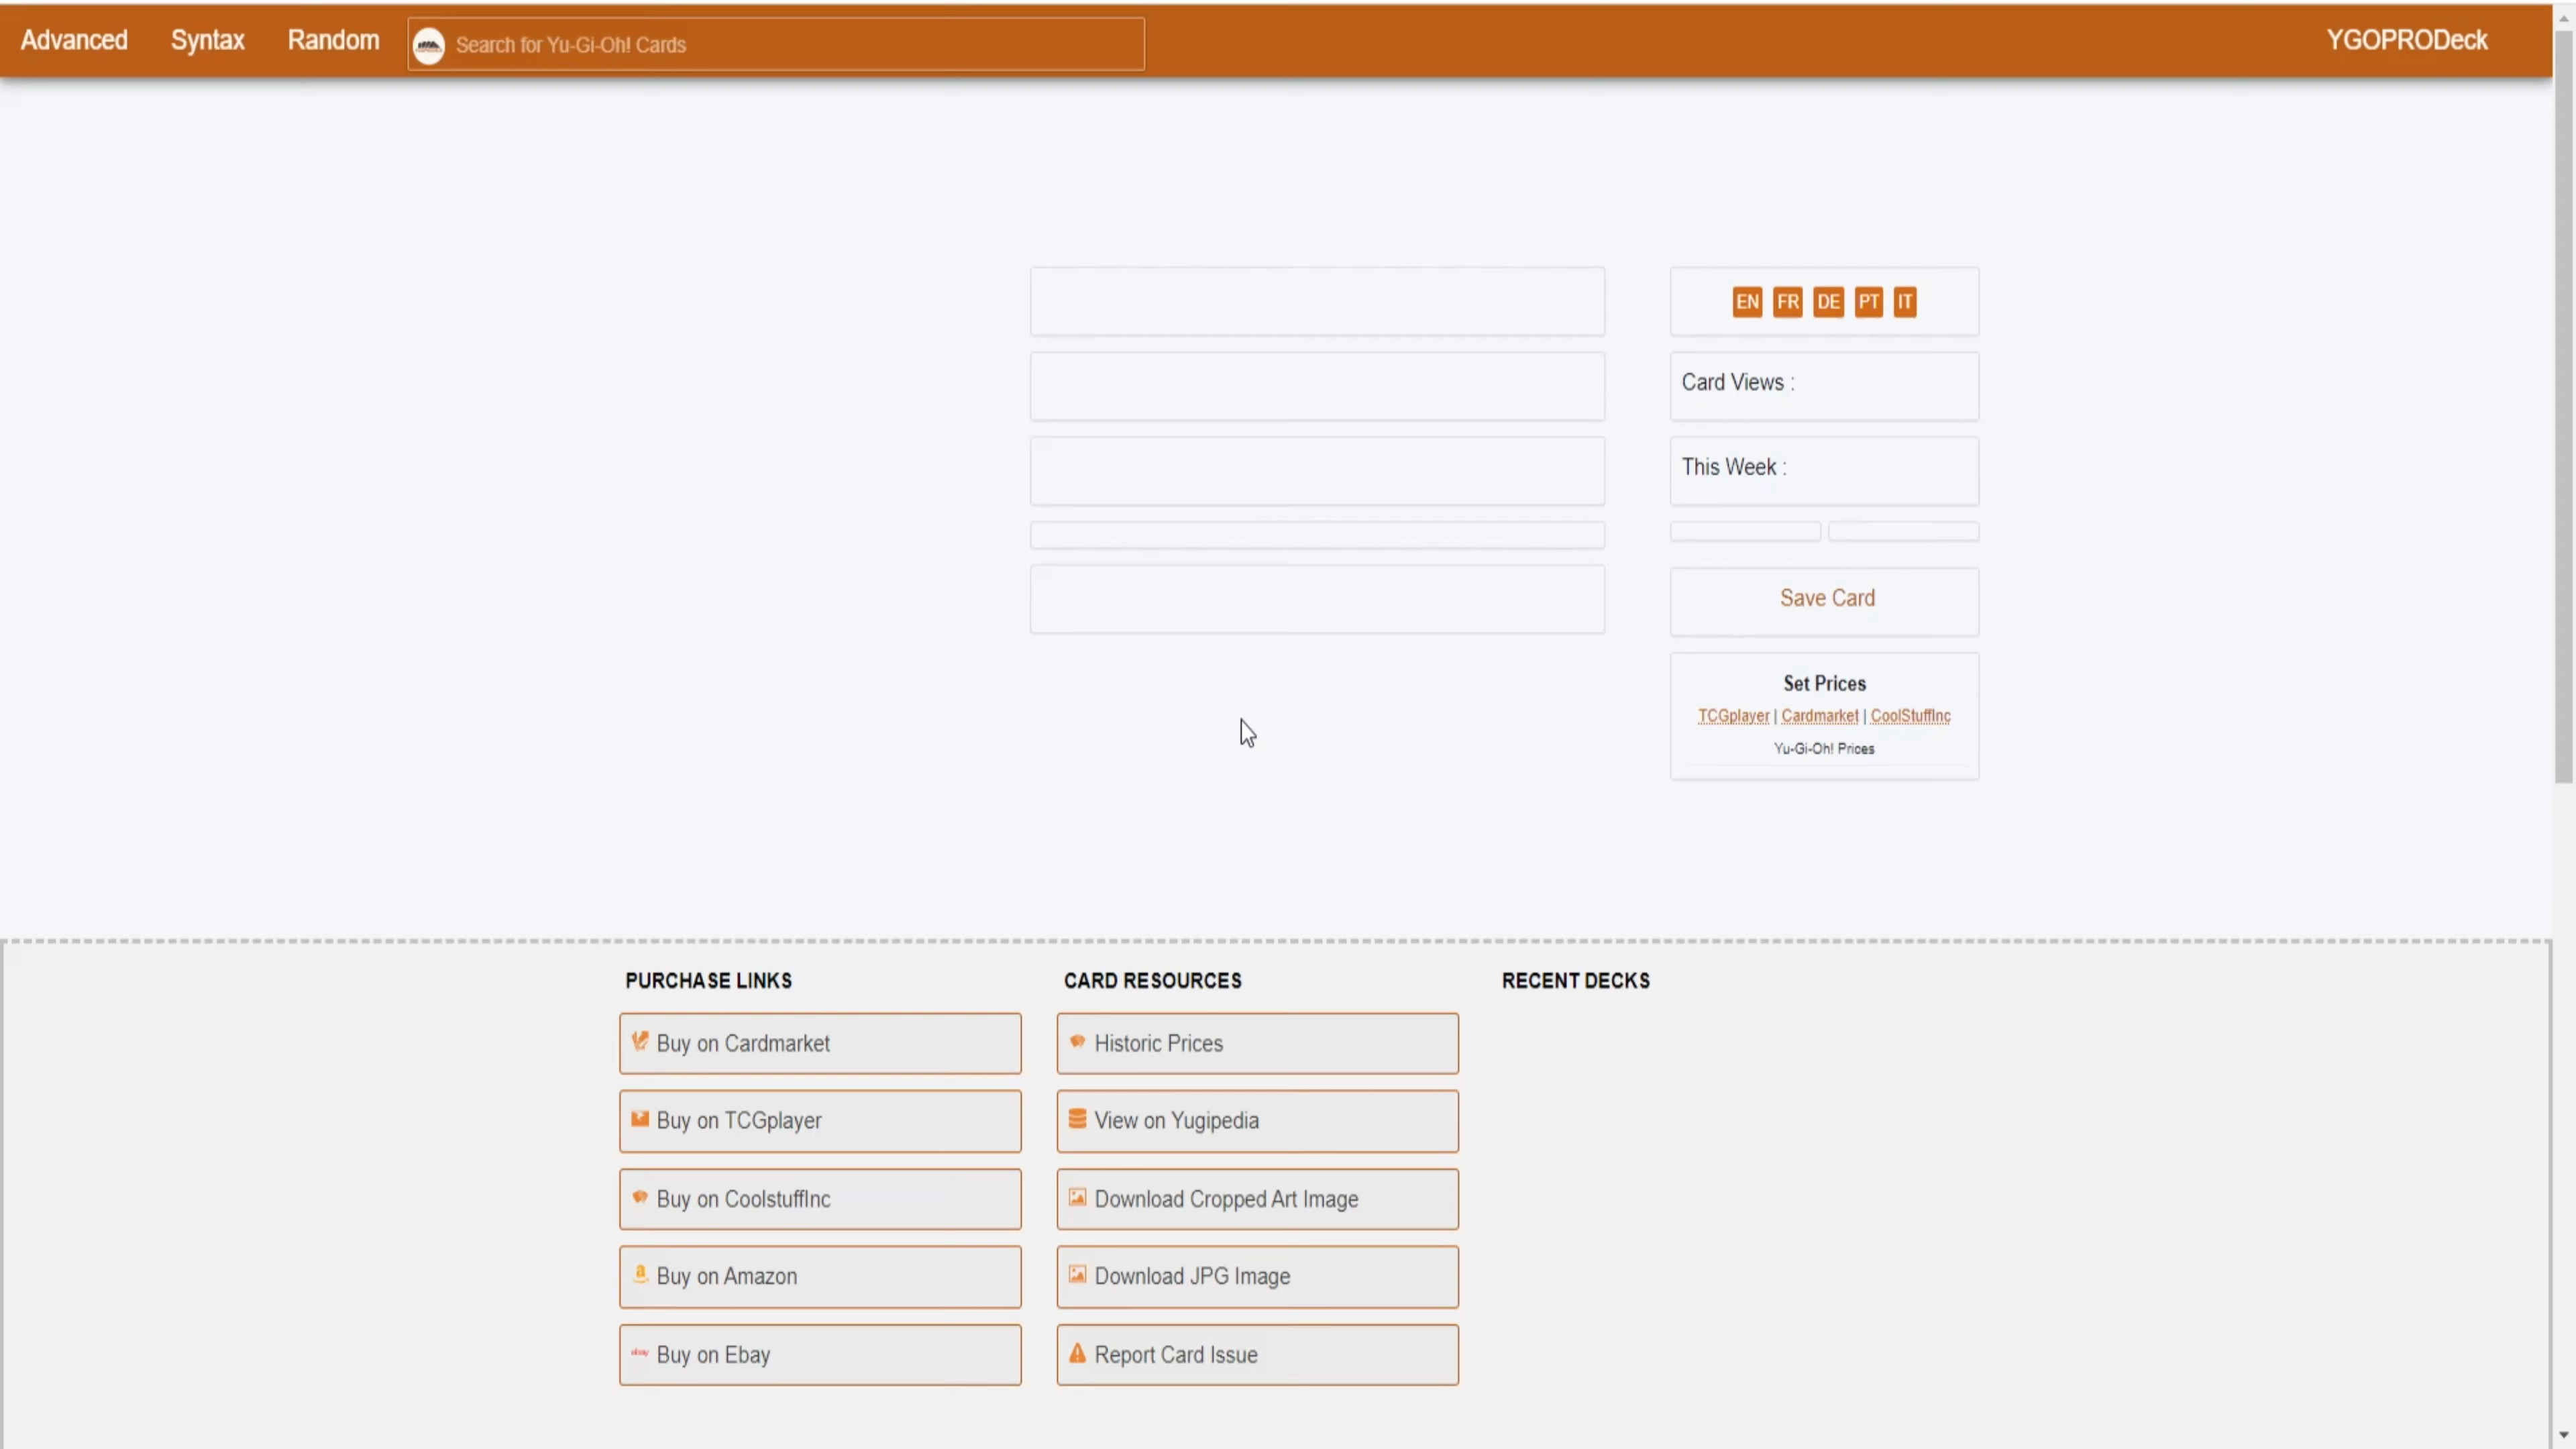 Advanced Syntax Random Search for Yu-Gi-Oh! Cards YGOPRODeck
EN FR DE PT IT
Card Views :
This Week :
Save Card
Set Prices
TCGplayer | Cardmarket | CoolStuffInc
Yu-Gi-Oh! Prices
PURCHASE LINKS
Buy on Cardmarket
Buy on TCGplayer
Buy on CoolstuffInc
Buy on Amazon
ebay Buy on Ebay
CARD RESOURCES
Historic Prices
View on Yugipedia
Download Cropped Art Image
Download JPG Image
Report Card Issue
RECENT DECKS